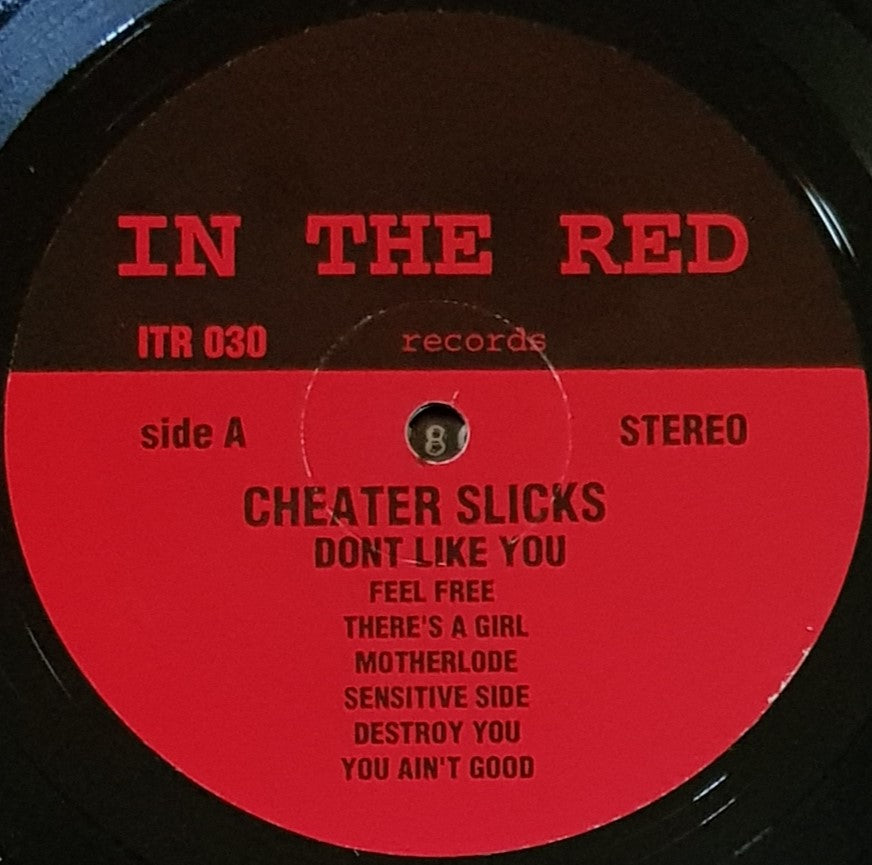 IN THE RED
ITR 030 records
side A STEREO
8
CHEATER SLICKS
DONT LIKE YOU
FEEL FREE
THERE'S A GIRL
MOTHERLODE
SENSITIVE SIDE
DESTROY YOU
YOU AIN'T GOOD